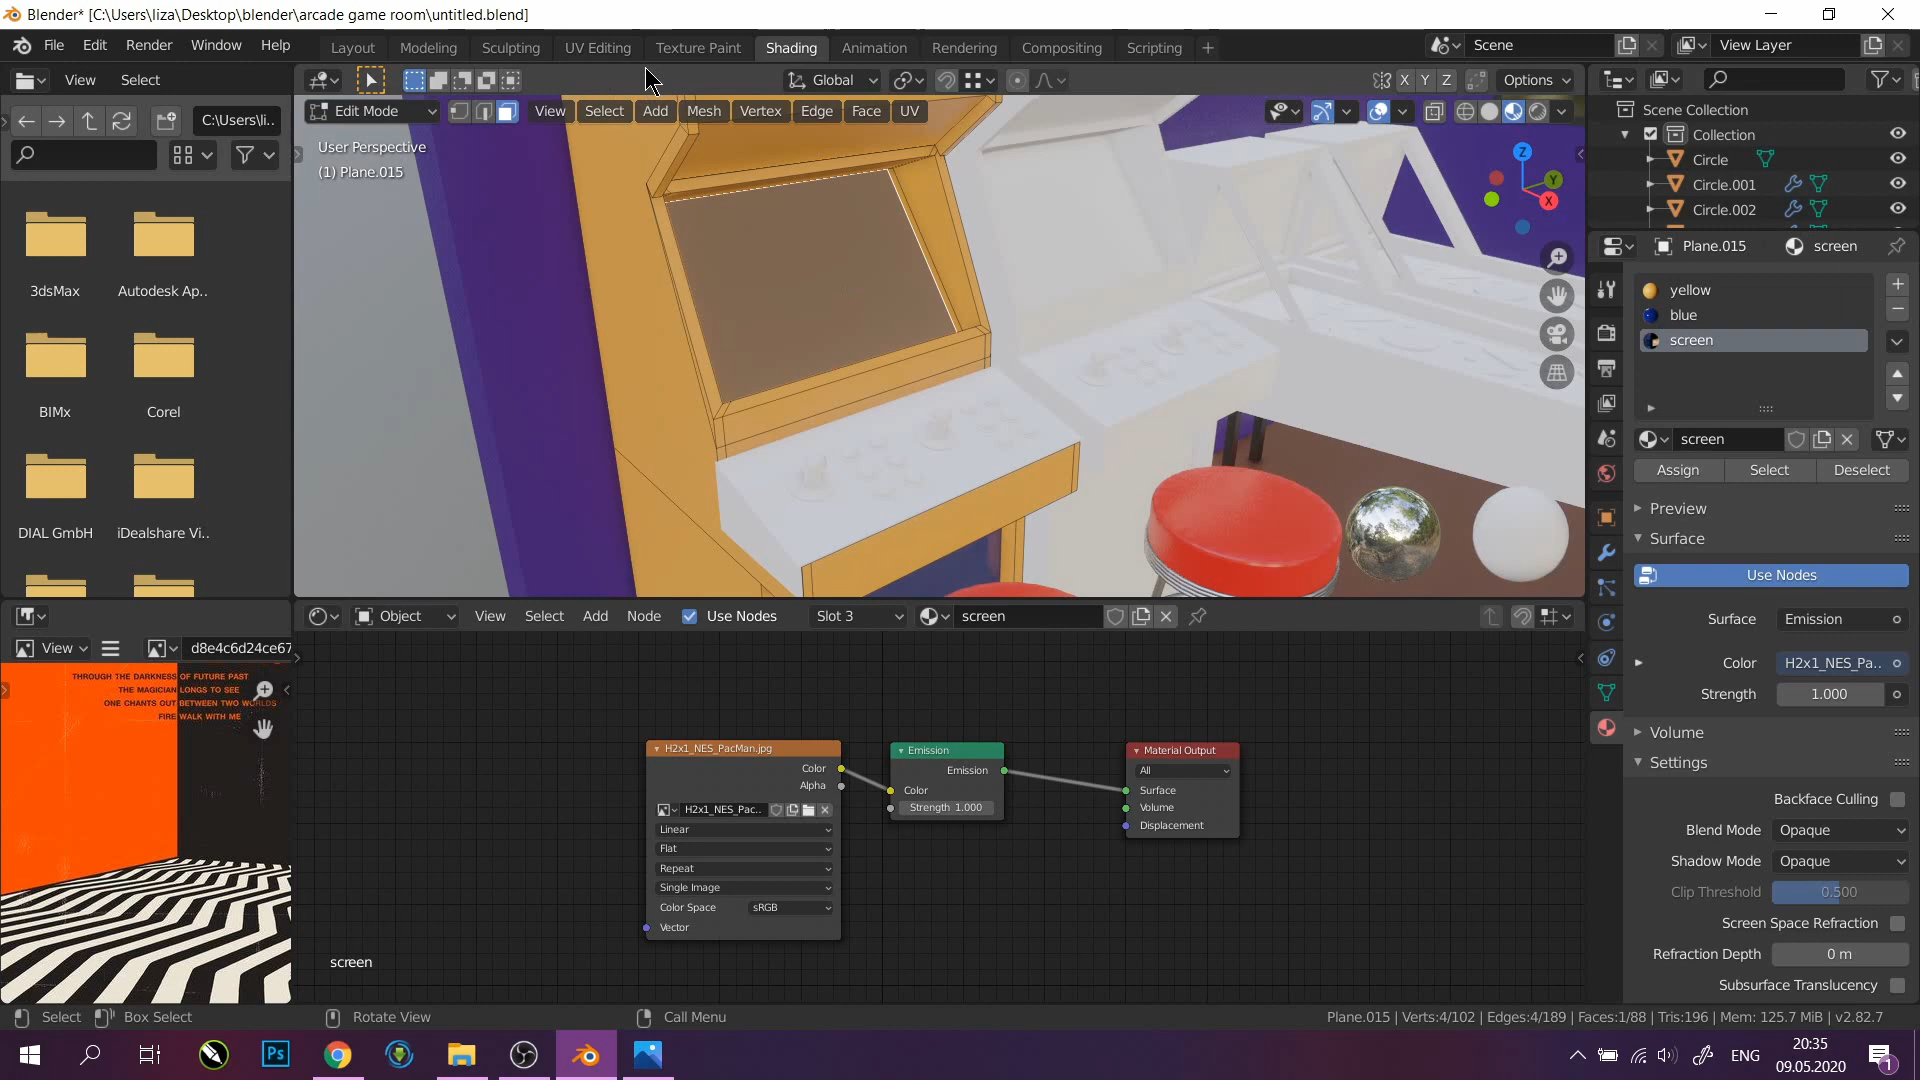 Blender* [C:\Users\liza\Desktop\blender\arcade game room\untitled.blend]
File Edit Render Window Help Layout Modeling Sculpting UV Editing Texture Paint Shading Animation Rendering Compositing Scripting + Scene View Layer
View Select Global X Y Z Options
Edit Mode View Select Add Mesh Vertex Edge Face UV
C:\Users\li..
User Perspective
(1) Plane.015
Z
Y
X
Scene Collection
Collection
Circle
Circle.001
Circle.002
Plane.015 screen
yellow
blue
screen
screen
Assign Select Deselect
Preview
Surface
Use Nodes
Surface Emission
Color H2x1_NES_Pa..
Strength 1.000
Volume
Settings
Backface Culling
Blend Mode Opaque
Shadow Mode Opaque
Clip Threshold 0.500
Screen Space Refraction
Refraction Depth 0 m
Subsurface Translucency
3dsMax Autodesk Ap..
BIMx Corel
DIAL GmbH iDealshare Vi..
View d8e4c6d24ce67
THROUGH THE DARKNESS OF FUTURE PAST
THE MAGICIAN LONGS TO SEE
ONE CHANTS OUT BETWEEN TWO WORLDS
FIRE WALK WITH ME
Object View Select Add Node Use Nodes Slot 3 screen
H2x1_NES_PacMan.jpg
Color
Alpha
H2x1_NES_Pac..
Linear
Flat
Repeat
Single Image
Color Space sRGB
Vector
Emission
Emission
Color
Strength 1.000
Material Output
All
Surface
Volume
Displacement
screen
Select Box Select Rotate View Call Menu Plane.015 | Verts:4/102 | Edges:4/189 | Faces:1/88 | Tris:196 | Mem: 125.7 MiB | v2.82.7
Ps
ENG
20:35
09.05.2020
1